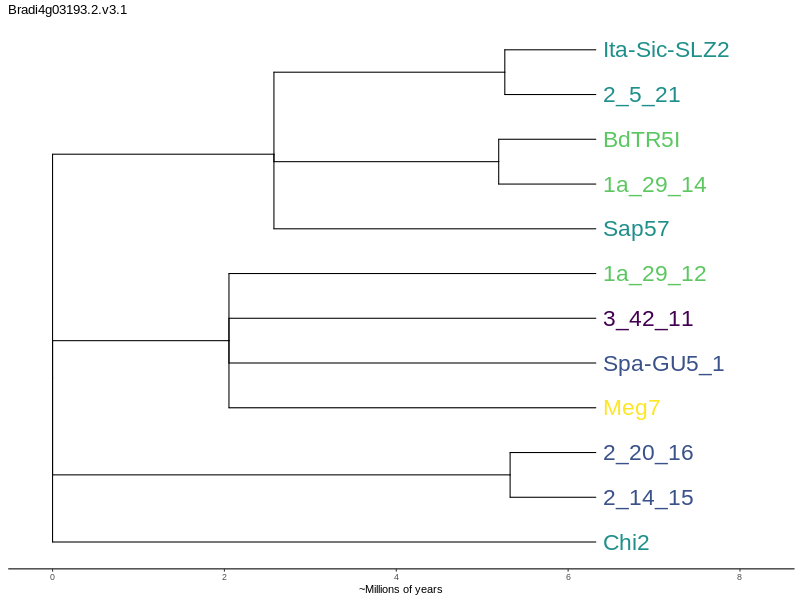 Bradi4g03193.2.v3.1
Ita-Sic-SLZ2
2_5_21
BdTR5I
1a_29_14
Sap57
1a_29_12
3_42_11
Spa-GU5_1
Meg7
2_20_16
2_14_15
Chi2
0 2 4 6 8
~Millions of years